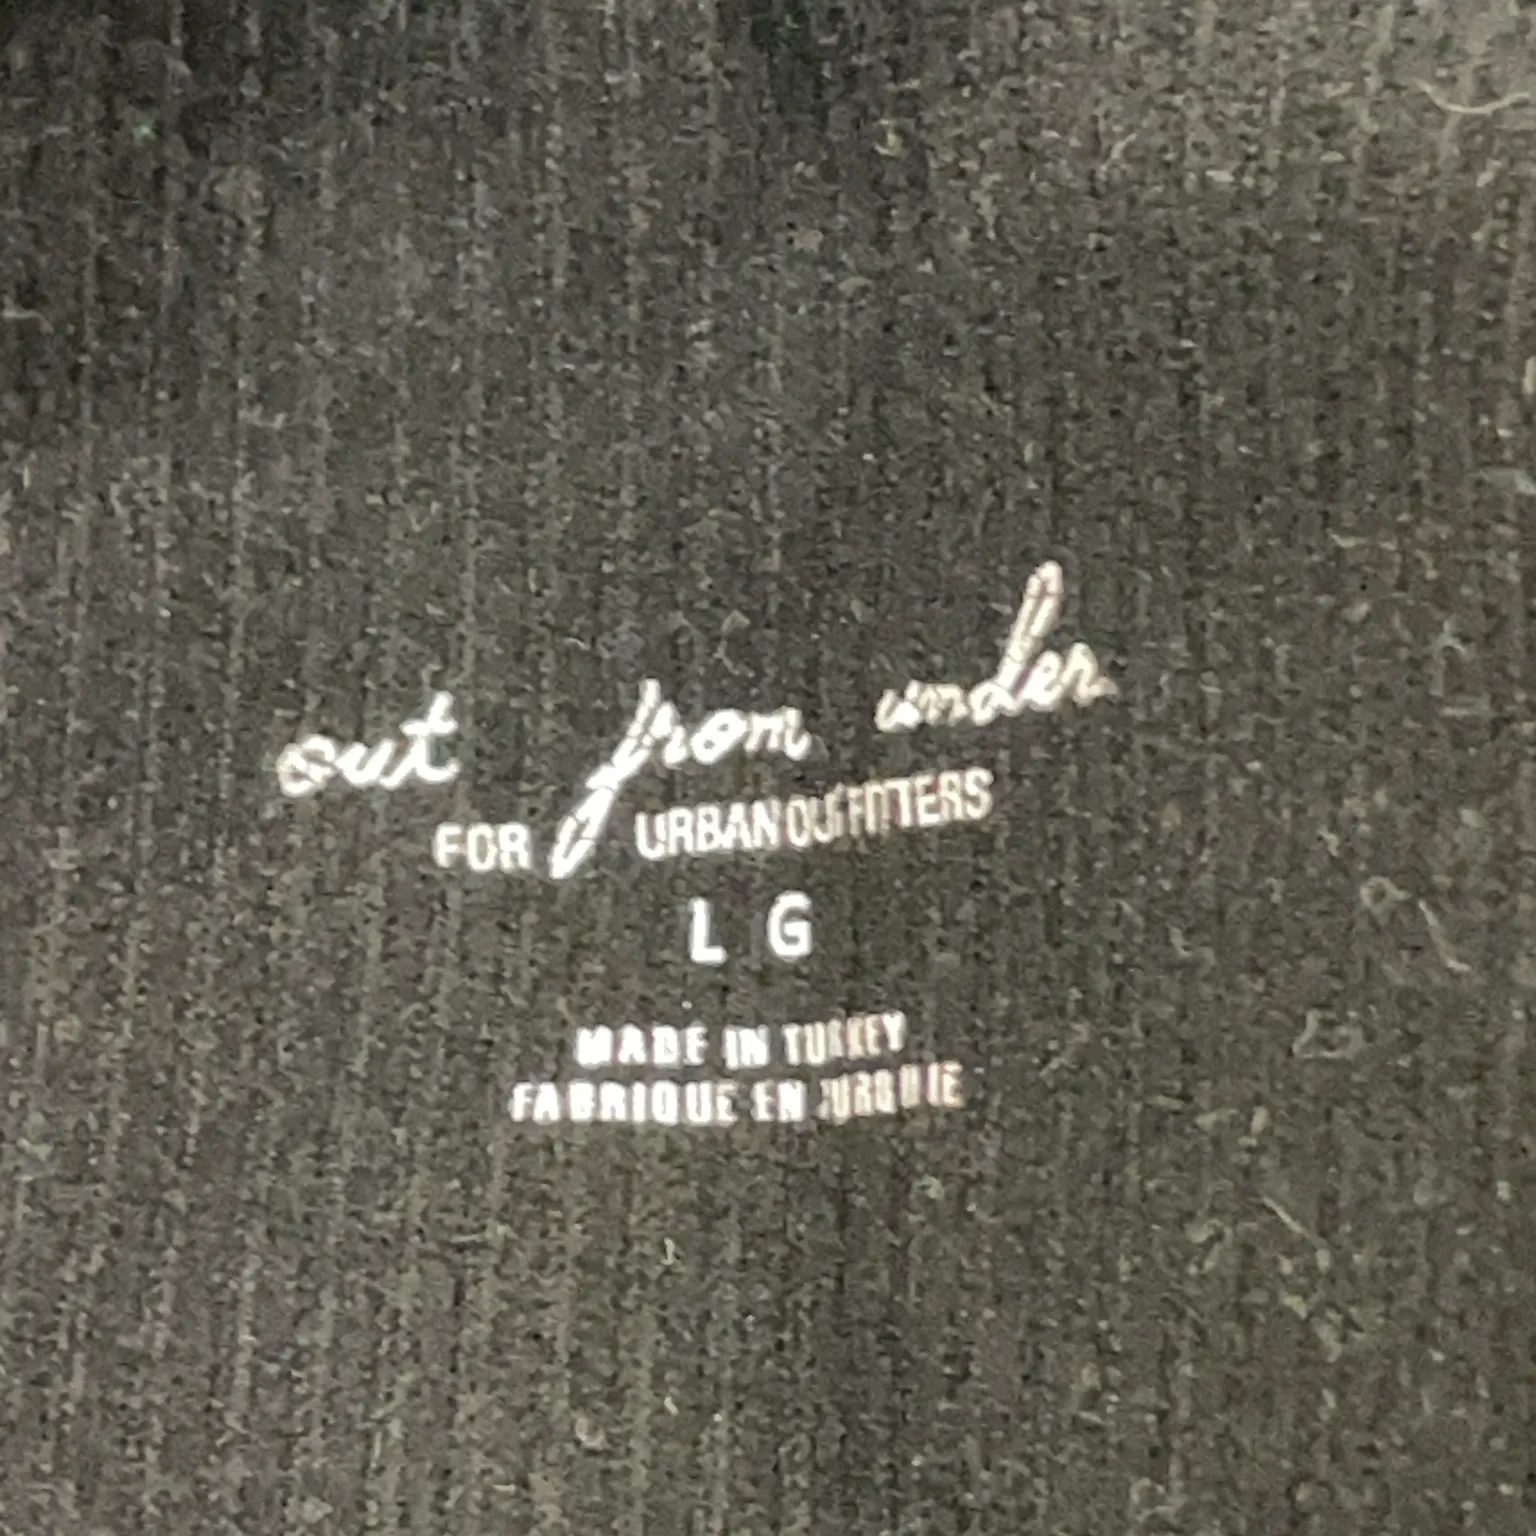 out from under
FOR URBAN OUTFITTERS
L G
MADE IN TURKEY
FABRIQUE EN TURQUIE